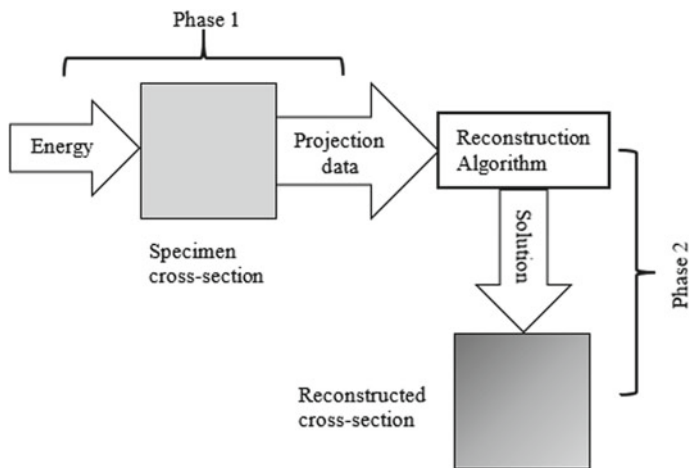 Phase 1
Energy
Projection
data
Reconstruction
Algorithm
Specimen
cross-section
Solution
Phase 2
Reconstructed
cross-section